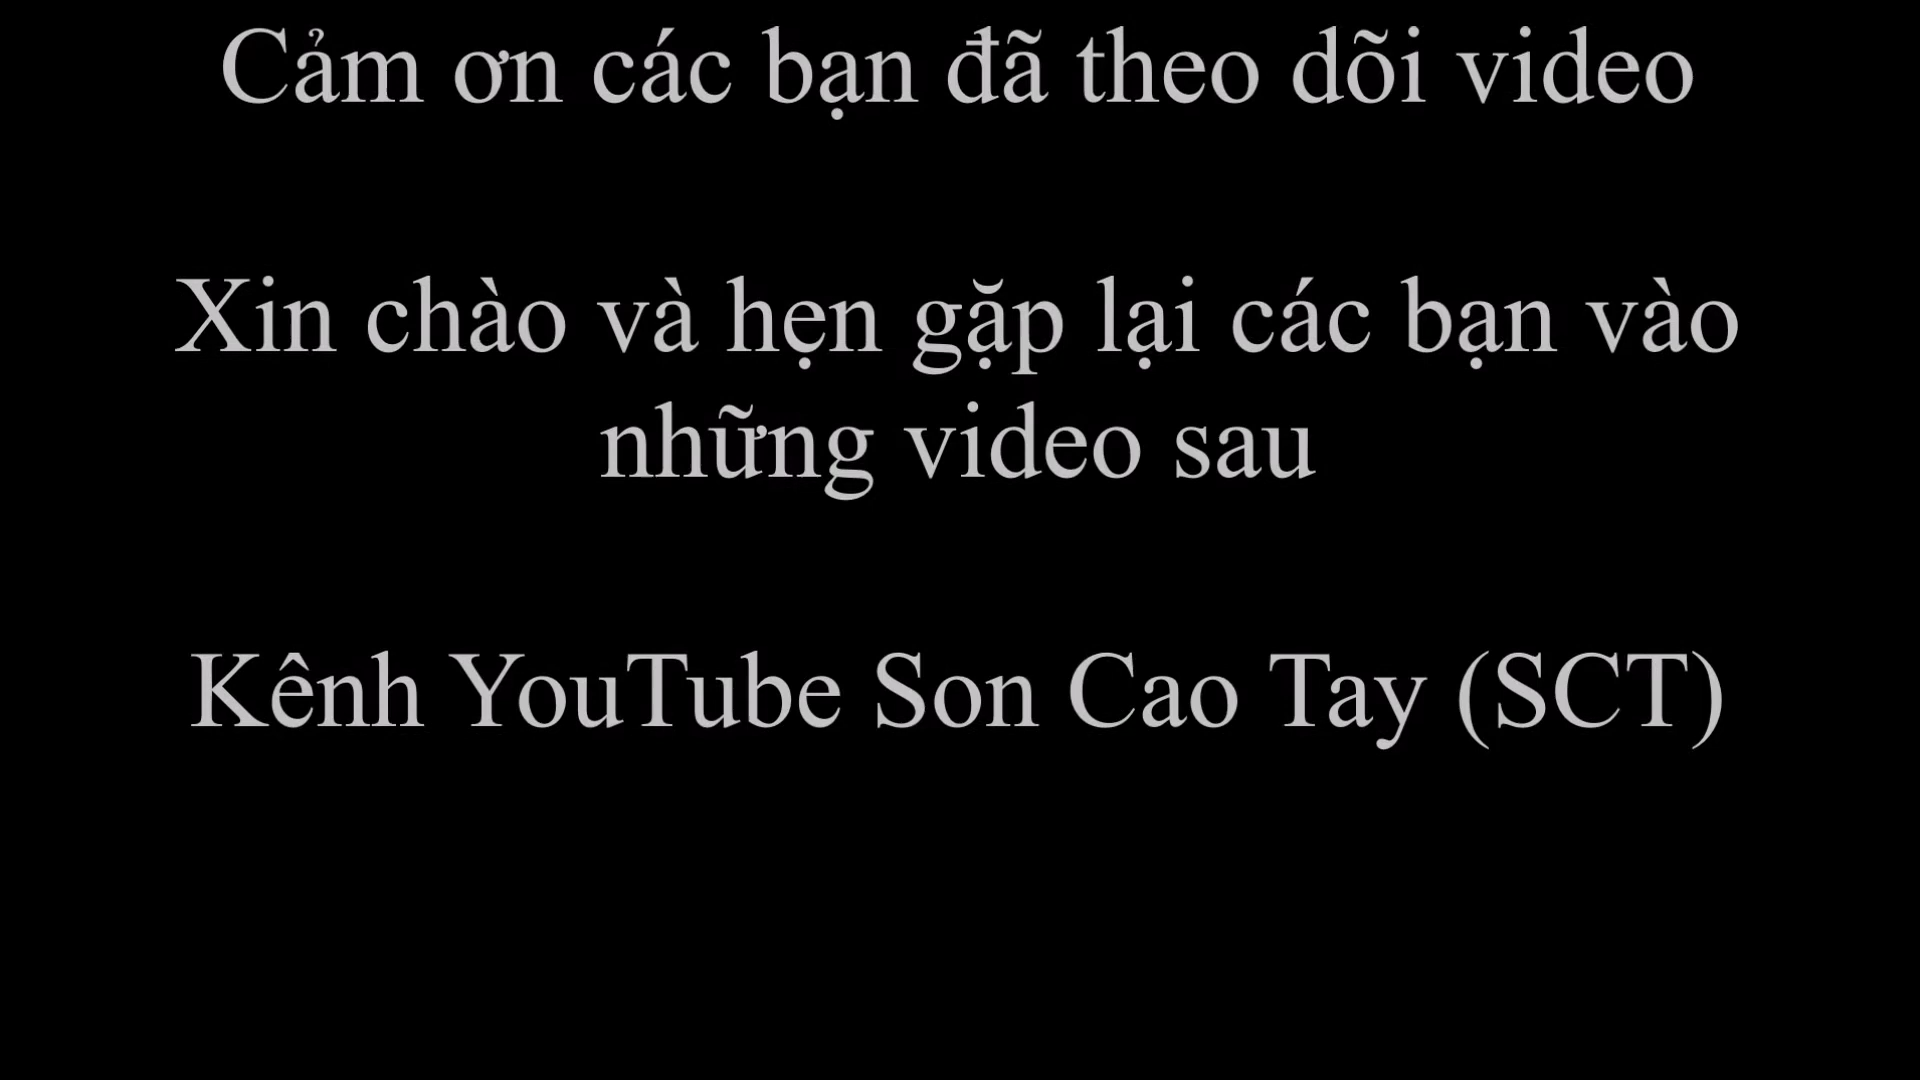 Cảm ơn các bạn đã theo dõi video
Xin chào và hẹn gặp lại các bạn vào
những video sau
Kênh YouTube Son Cao Tay (SCT)